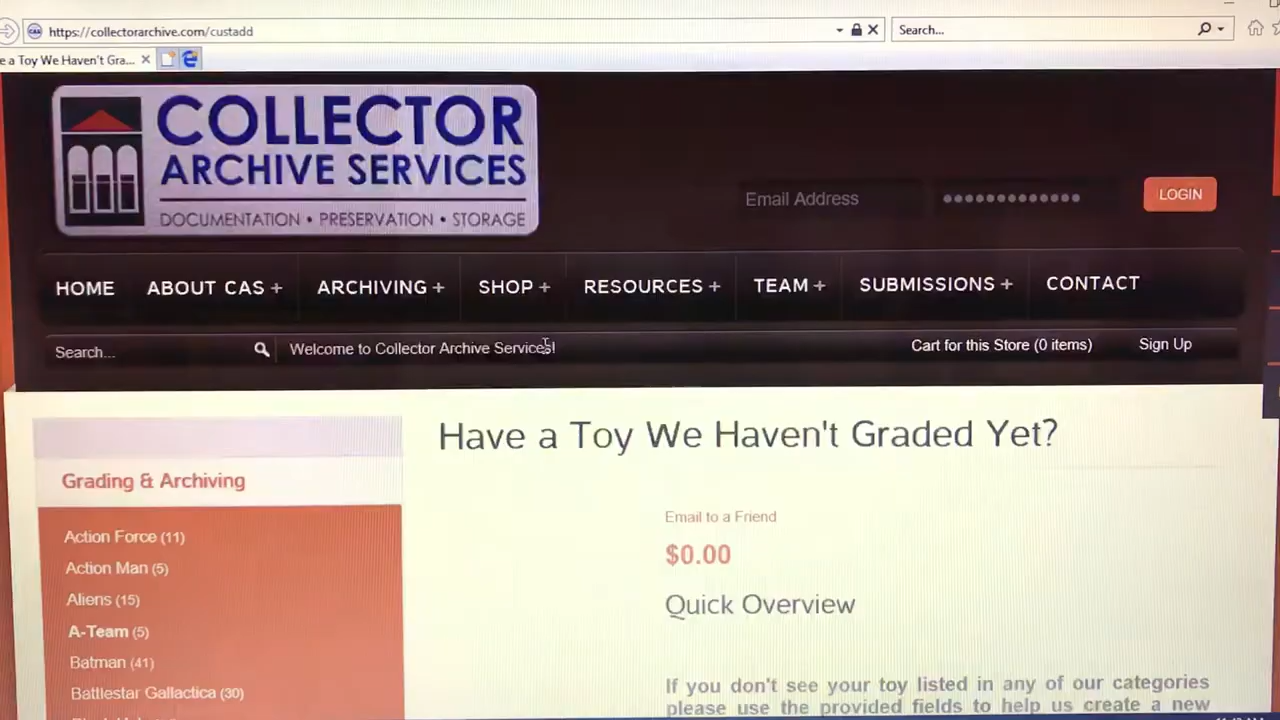 https://collectorarchive.com/custadd
Search...
e a Toy We Haven't Gra...
CAS
COLLECTOR
ARCHIVE SERVICES
DOCUMENTATION • PRESERVATION • STORAGE
Email Address
LOGIN
HOME ABOUT CAS + ARCHIVING + SHOP + RESOURCES + TEAM + SUBMISSIONS + CONTACT
Search... Welcome to Collector Archive Services! Cart for this Store (0 items) Sign Up
Have a Toy We Haven't Graded Yet?
Grading & Archiving
Action Force (11)
Action Man (5)
Aliens (15)
A-Team (5)
Batman (41)
Battlestar Gallactica (30)
Email to a Friend
$0.00
Quick Overview
If you don't see your toy listed in any of our categories
please use the provided fields to help us create a new